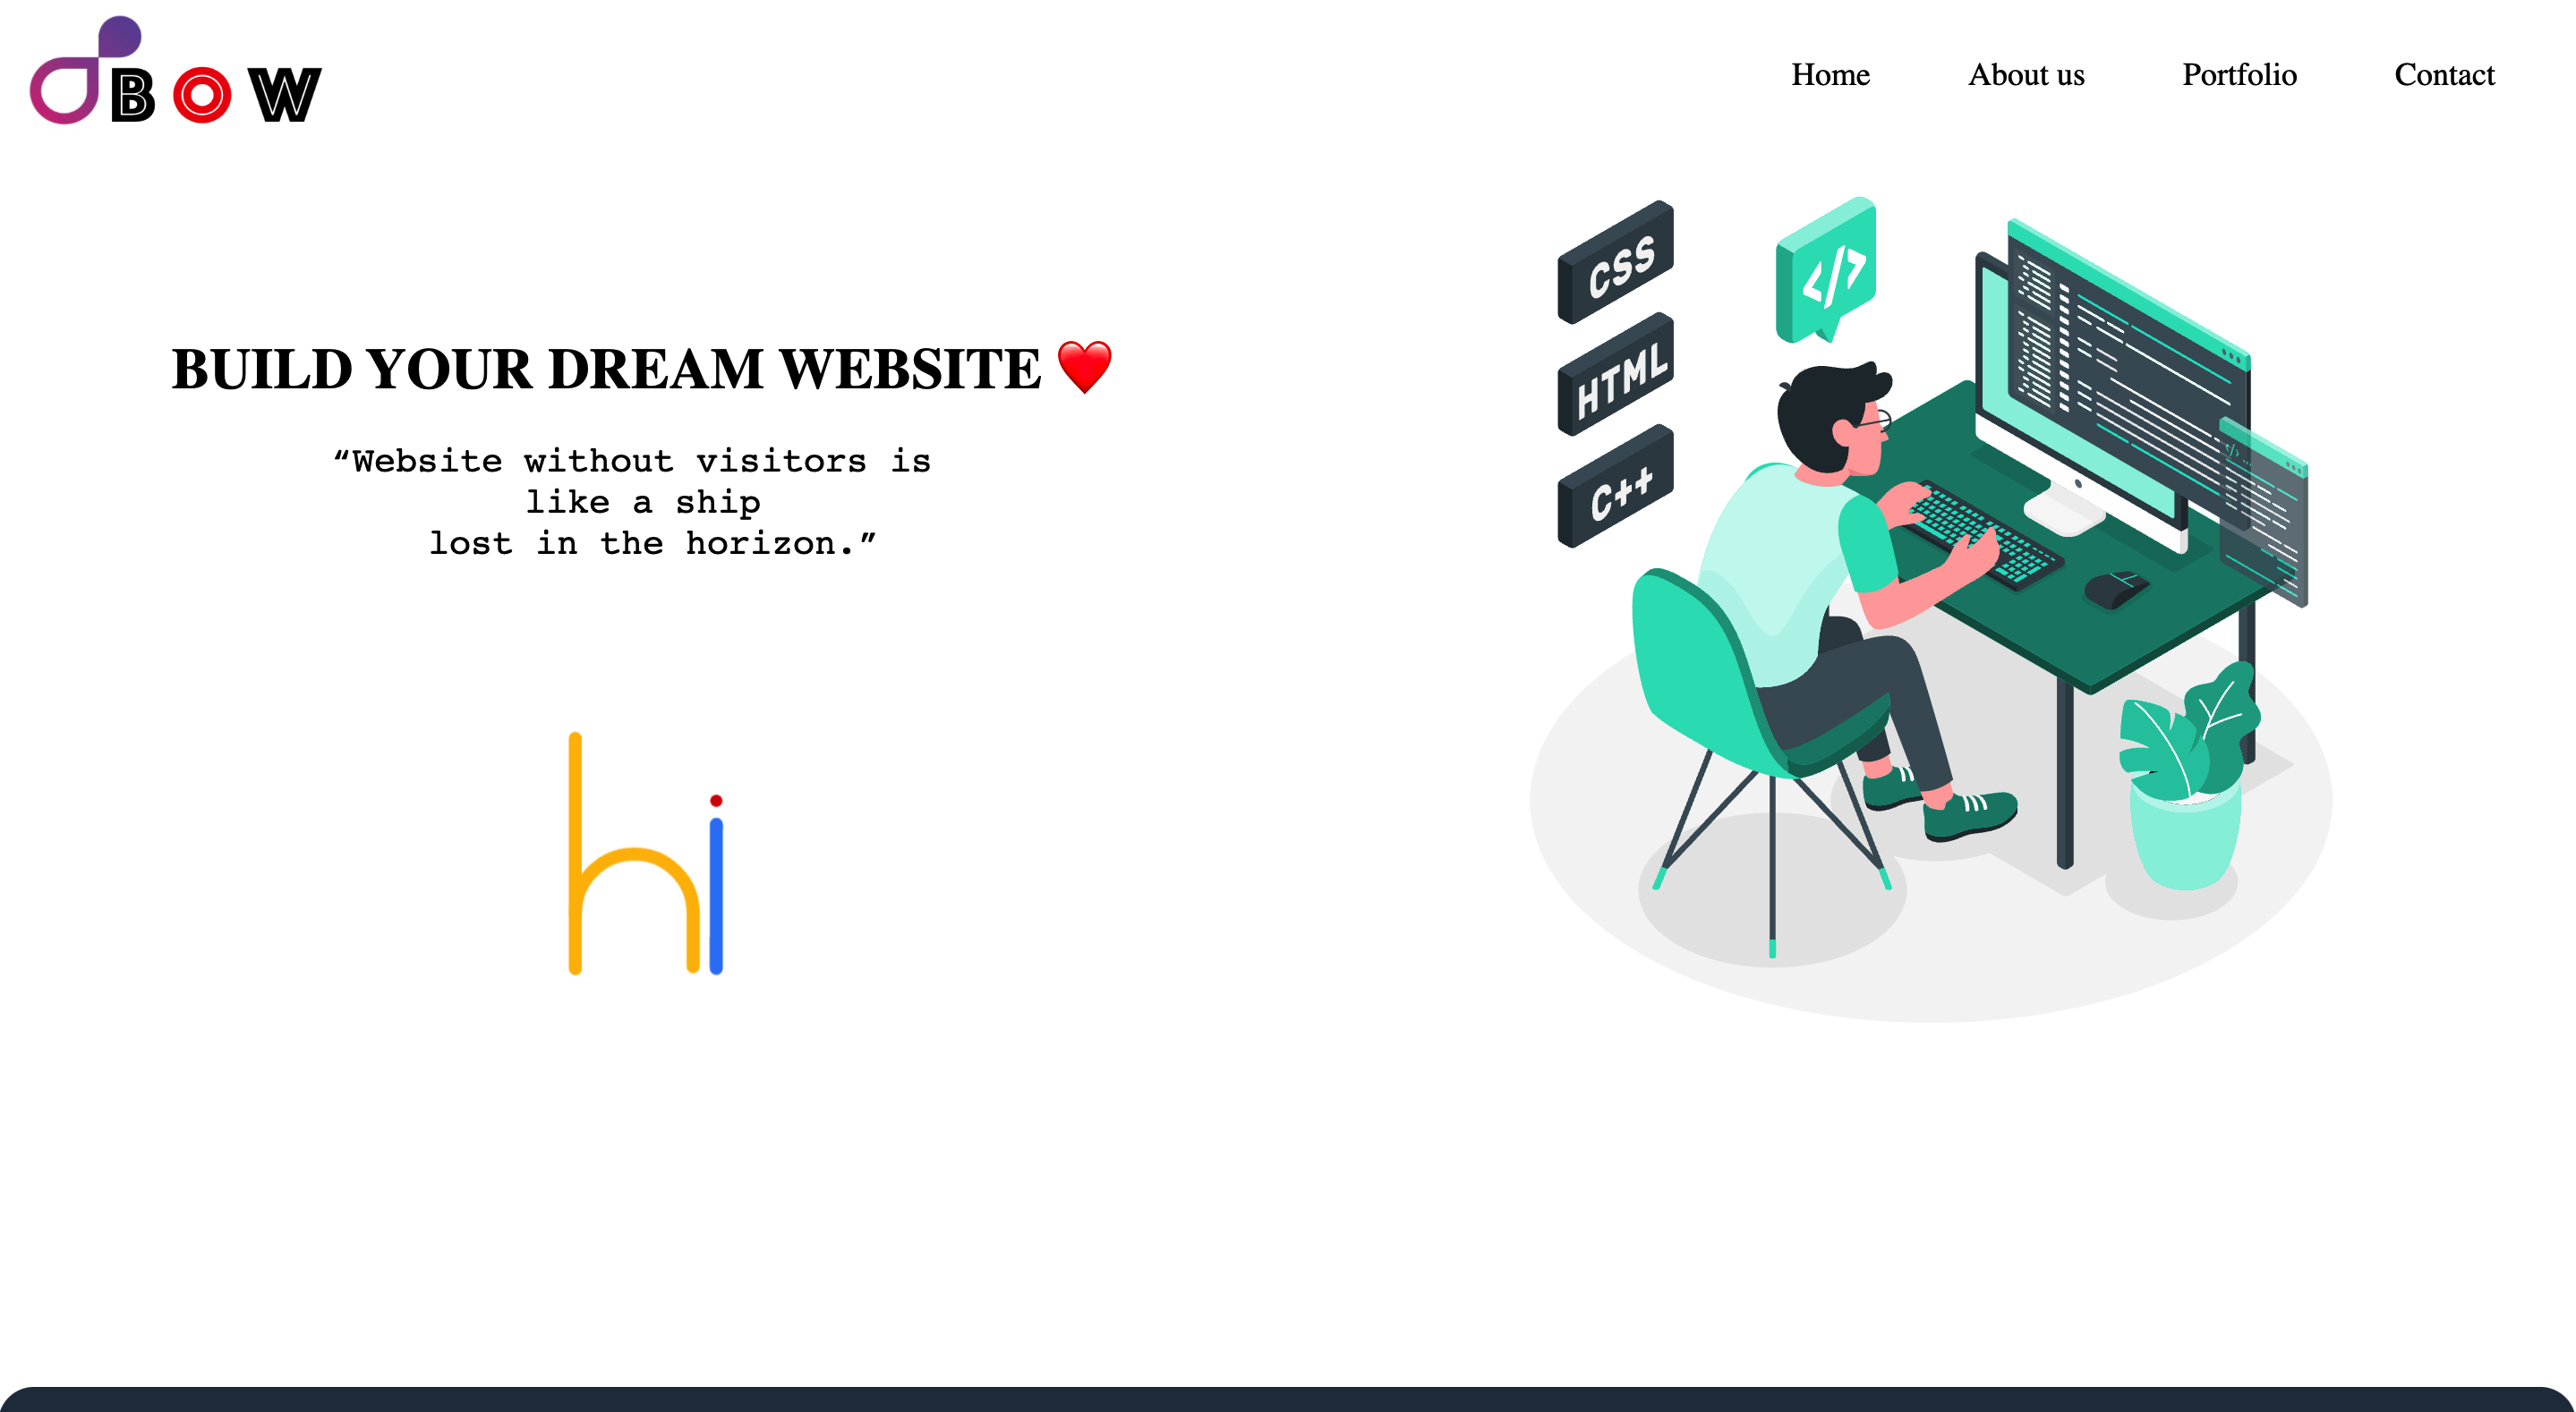 BOW
Home
About us
Portfolio
Contact
BUILD YOUR DREAM WEBSITE ❤️
“Website without visitors is
like a ship
lost in the horizon.”
hi
CSS
HTML
C++
</>